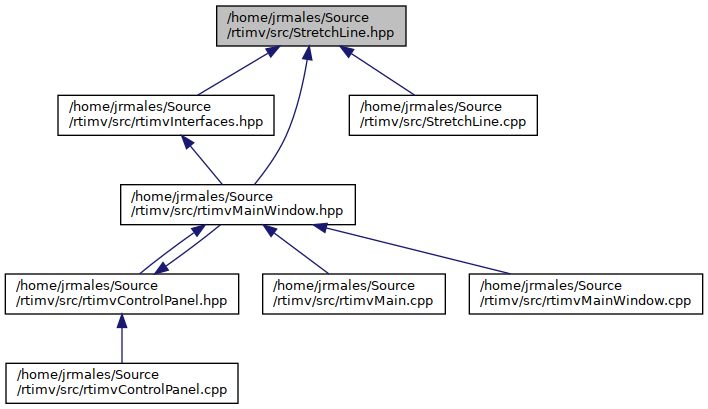 /home/jrmales/Source
/rtimv/src/StretchLine.hpp
/home/jrmales/Source
/rtimv/src/rtimvInterfaces.hpp
/home/jrmales/Source
/rtimv/src/StretchLine.cpp
/home/jrmales/Source
/rtimv/src/rtimvMainWindow.hpp
/home/jrmales/Source
/rtimv/src/rtimvControlPanel.hpp
/home/jrmales/Source
/rtimv/src/rtimvMain.cpp
/home/jrmales/Source
/rtimv/src/rtimvMainWindow.cpp
/home/jrmales/Source
/rtimv/src/rtimvControlPanel.cpp